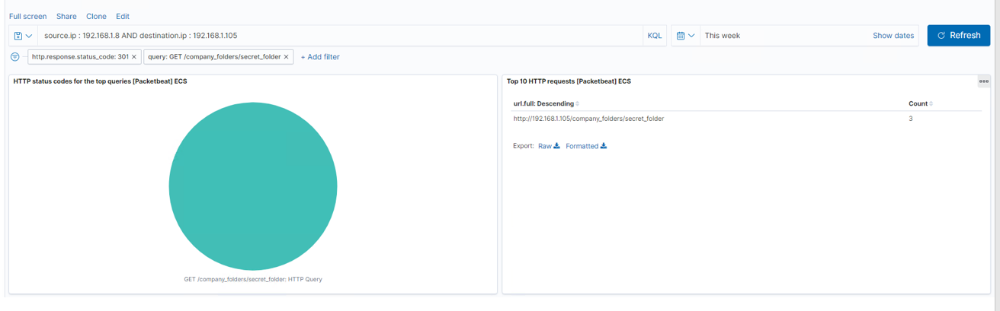 Full screen Share Clone Edit
source.ip : 192.168.1.8 AND destination.ip : 192.168.1.105 KQL This week Show dates Refresh
http.response.status_code: 301 × query: GET /company_folders/secret_folder × + Add filter
HTTP status codes for the top queries [Packetbeat] ECS
GET /company_folders/secret_folder: HTTP Query
Top 10 HTTP requests [Packetbeat] ECS
url.full: Descending Count
http://192.168.1.105/company_folders/secret_folder 3
Export: Raw Formatted